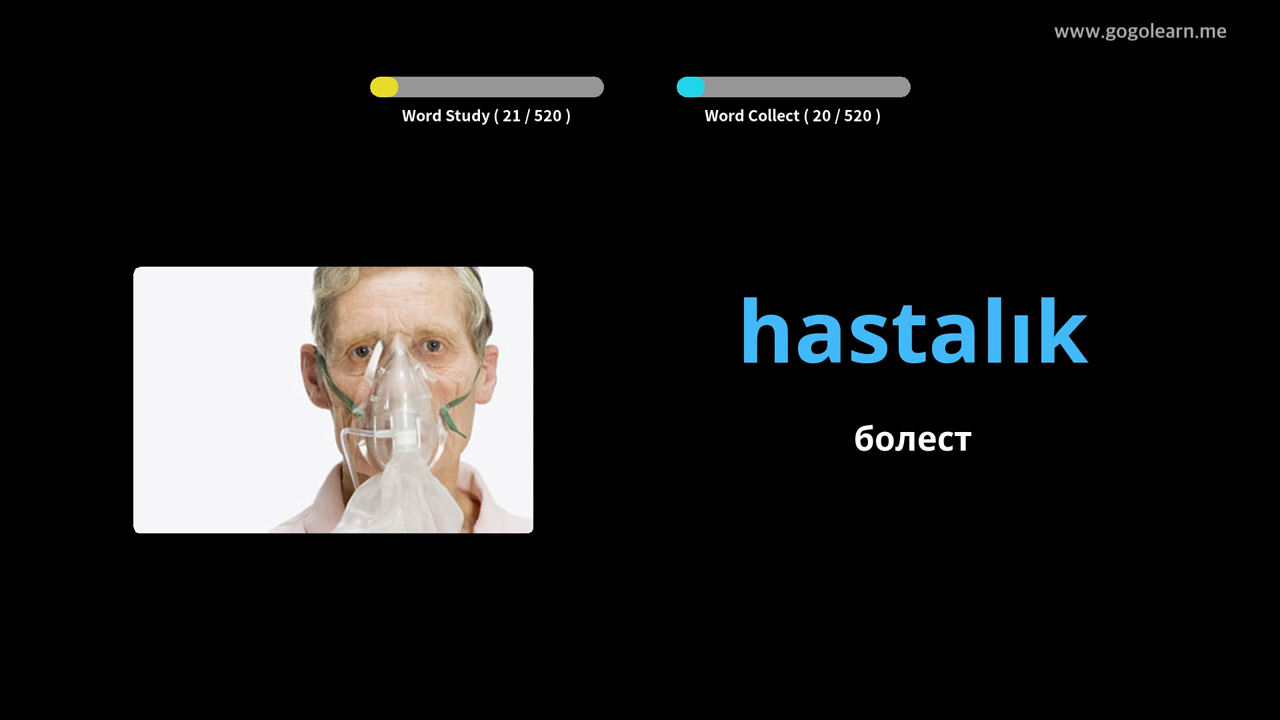 www.gogolearn.me
Word Study ( 21 / 520 )
Word Collect ( 20 / 520 )
hastalık
болест